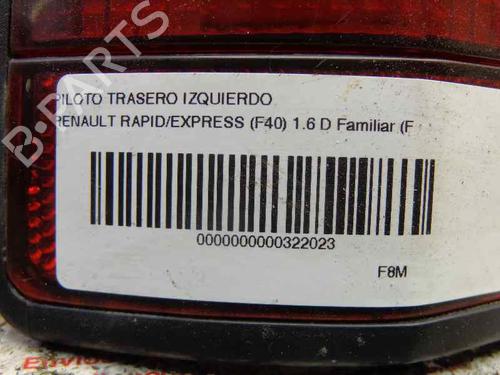 B-PARTS
PILOTO TRASERO IZQUIERDO
RENAULT RAPID/EXPRESS (F40) 1.6 D Familiar (F
0000000000322023
F8M